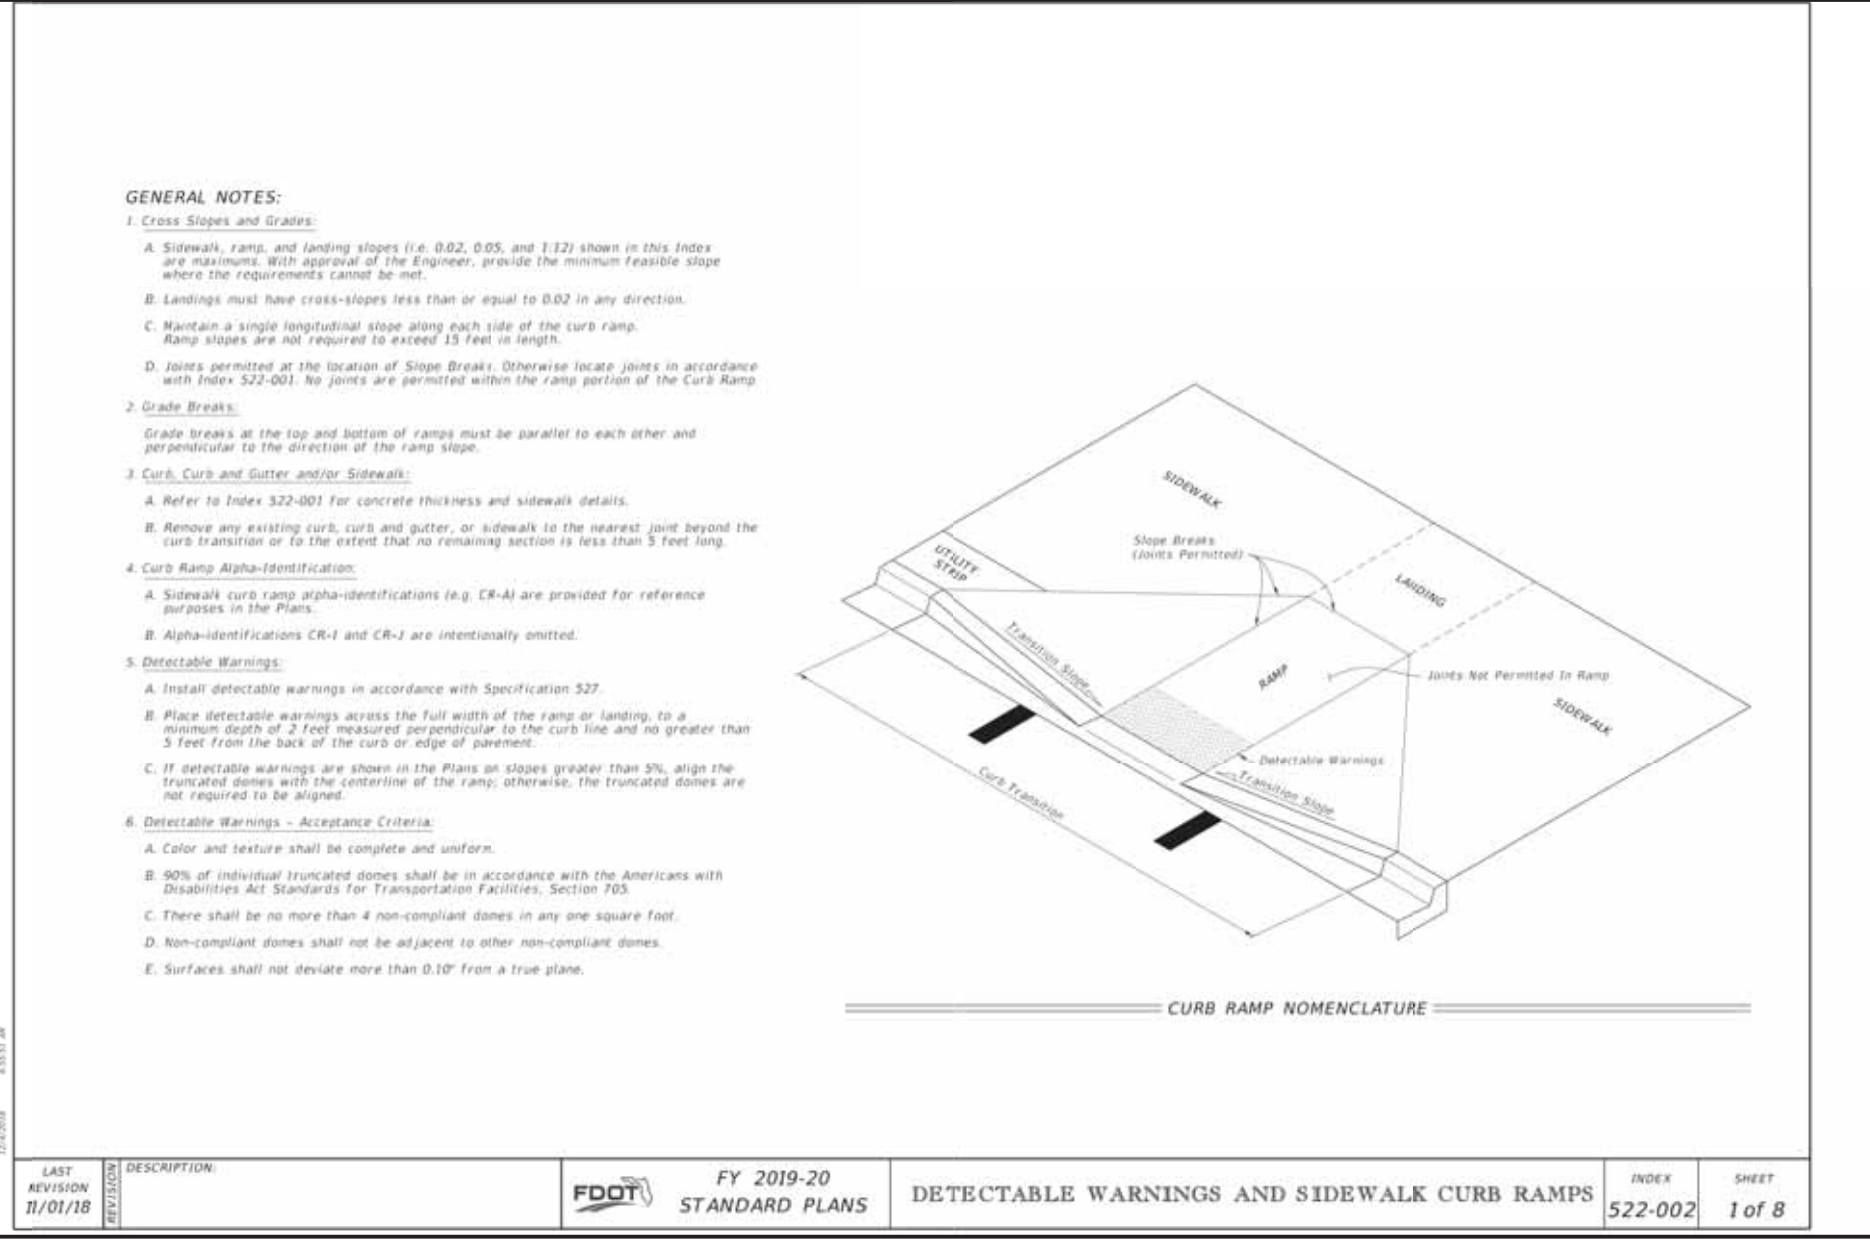 GENERAL NOTES:
1. Cross Slopes and Grades:
A. Sidewalk, ramp, and landing slopes (i.e. 0.02, 0.05, and 1:12) shown in this Index
are maximums. With approval of the Engineer, provide the minimum feasible slope
where the requirements cannot be met.
B. Landings must have cross-slopes less than or equal to 0.02 in any direction.
C. Maintain a single longitudinal slope along each side of the curb ramp.
Ramp slopes are not required to exceed 15 feet in length.
D. Joints permitted at the location of Slope Breaks. Otherwise locate joints in accordance
with Index 522-001. No joints are permitted within the ramp portion of the Curb Ramp
2. Grade Breaks:
Grade breaks at the top and bottom of ramps must be parallel to each other and
perpendicular to the direction of the ramp slope.
3. Curb, Curb and Gutter and/or Sidewalk:
A. Refer to Index 522-001 for concrete thickness and sidewalk details.
B. Remove any existing curb, curb and gutter, or sidewalk to the nearest joint beyond the
curb transition or to the extent that no remaining section is less than 5 feet long.
4. Curb Ramp Alpha-Identification:
A. Sidewalk curb ramp alpha-identifications (e.g. CR-A) are provided for reference
purposes in the Plans.
B. Alpha-identifications CR-I and CR-J are intentionally omitted.
5. Detectable Warnings:
A. Install detectable warnings in accordance with Specification 527.
B. Place detectable warnings across the full width of the ramp or landing, to a
minimum depth of 2 feet measured perpendicular to the curb line and no greater than
5 feet from the back of the curb or edge of pavement.
C. If detectable warnings are shown in the Plans on slopes greater than 5%, align the
truncated domes with the centerline of the ramp; otherwise, the truncated domes are
not required to be aligned.
6. Detectable Warnings - Acceptance Criteria:
A. Color and texture shall be complete and uniform.
B. 90% of individual truncated domes shall be in accordance with the Americans with
Disabilities Act Standards for Transportation Facilities, Section 705.
C. There shall be no more than 4 non-compliant domes in any one square foot.
D. Non-compliant domes shall not be adjacent to other non-compliant domes.
E. Surfaces shall not deviate more than 0.10" from a true plane.
SIDEWALK
Slope Breaks
(Joints Permitted)
UTILITY
STRIP
LANDING
Transition Slope
RAMP
Joints Not Permitted In Ramp
SIDEWALK
Detectable Warnings
Transition Slope
Curb Transition
CURB RAMP NOMENCLATURE
LAST
REVISION
11/01/18
REVISION
DESCRIPTION:
FDOT
FY 2019-20
STANDARD PLANS
DETECTABLE WARNINGS AND SIDEWALK CURB RAMPS
INDEX
522-002
SHEET
1 of 8